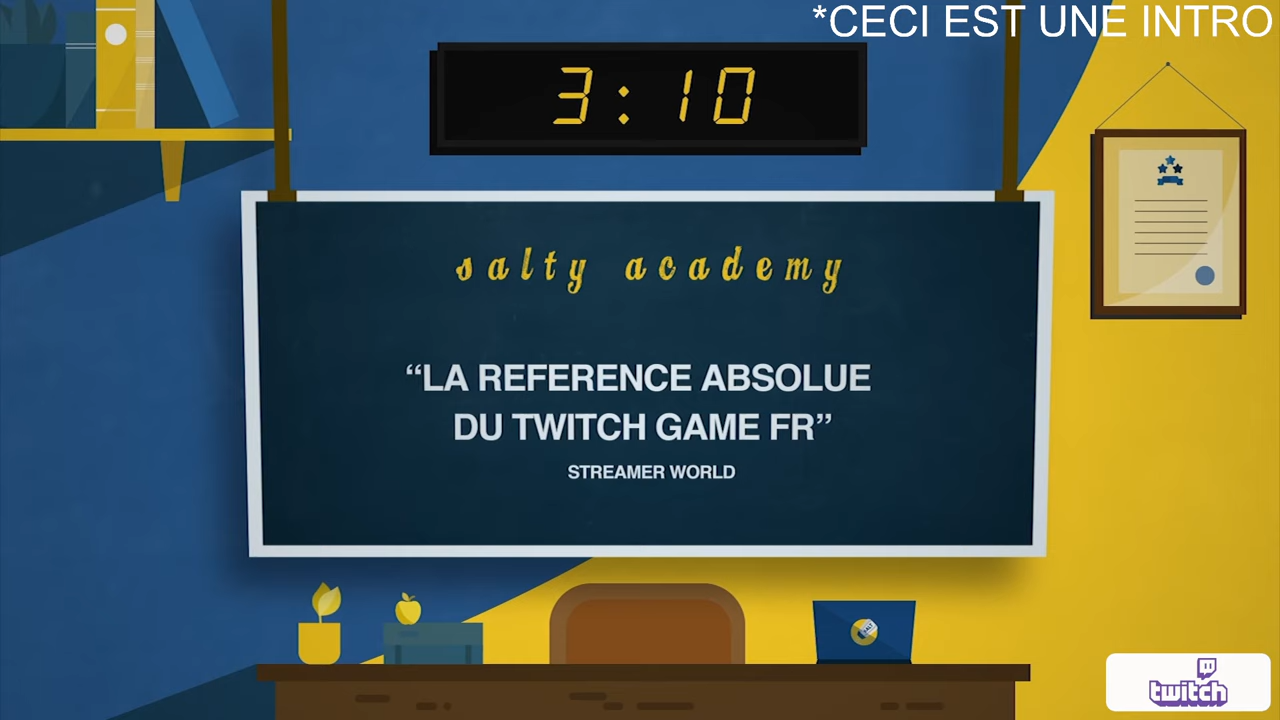 *CECI EST UNE INTRO
3:10
salty academy
“LA REFERENCE ABSOLUE
DU TWITCH GAME FR”
STREAMER WORLD
twitch